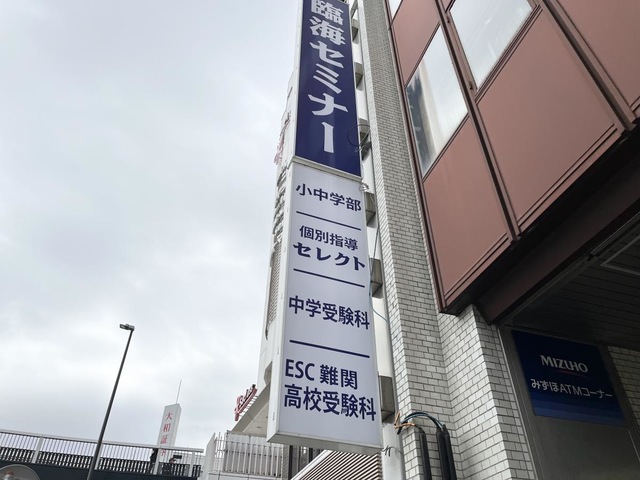 臨海セミナー
小中学部
個別指導
セレクト
中学受験科
ESC 難関
高校受験科
MIZUHO
みずほATMコーナー